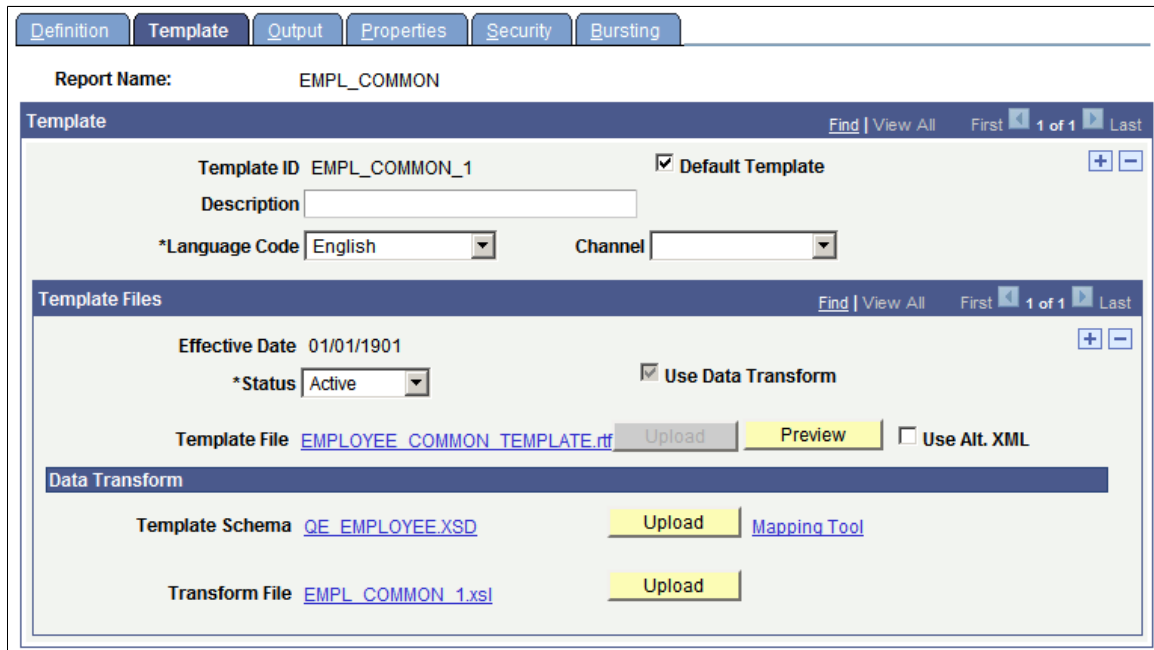 Definition Template Output Properties Security Bursting
Report Name: EMPL_COMMON
Template Find | View All First 1 of 1 Last
Template ID EMPL_COMMON_1 Default Template
Description
*Language Code English Channel
Template Files Find | View All First 1 of 1 Last
Effective Date 01/01/1901
*Status Active Use Data Transform
Template File EMPLOYEE_COMMON_TEMPLATE.rtf Upload Preview Use Alt. XML
Data Transform
Template Schema QE_EMPLOYEE.XSD Upload Mapping Tool
Transform File EMPL_COMMON_1.xsl Upload